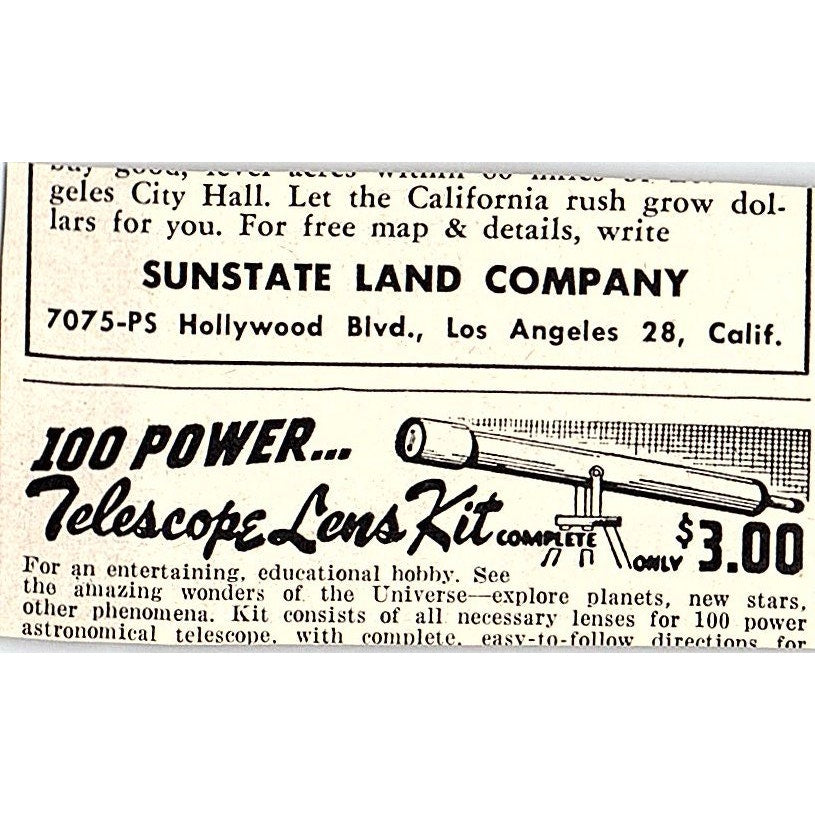 geles City Hall. Let the California rush grow dol-
lars for you. For free map & details, write
SUNSTATE LAND COMPANY
7075-PS Hollywood Blvd., Los Angeles 28, Calif.
100 POWER...
Telescope Lens Kit COMPLETE ONLY $3.00
For an entertaining, educational hobby. See
the amazing wonders of the Universe—explore planets, new stars,
other phenomena. Kit consists of all necessary lenses for 100 power
astronomical telescope, with complete, easy-to-follow directions for